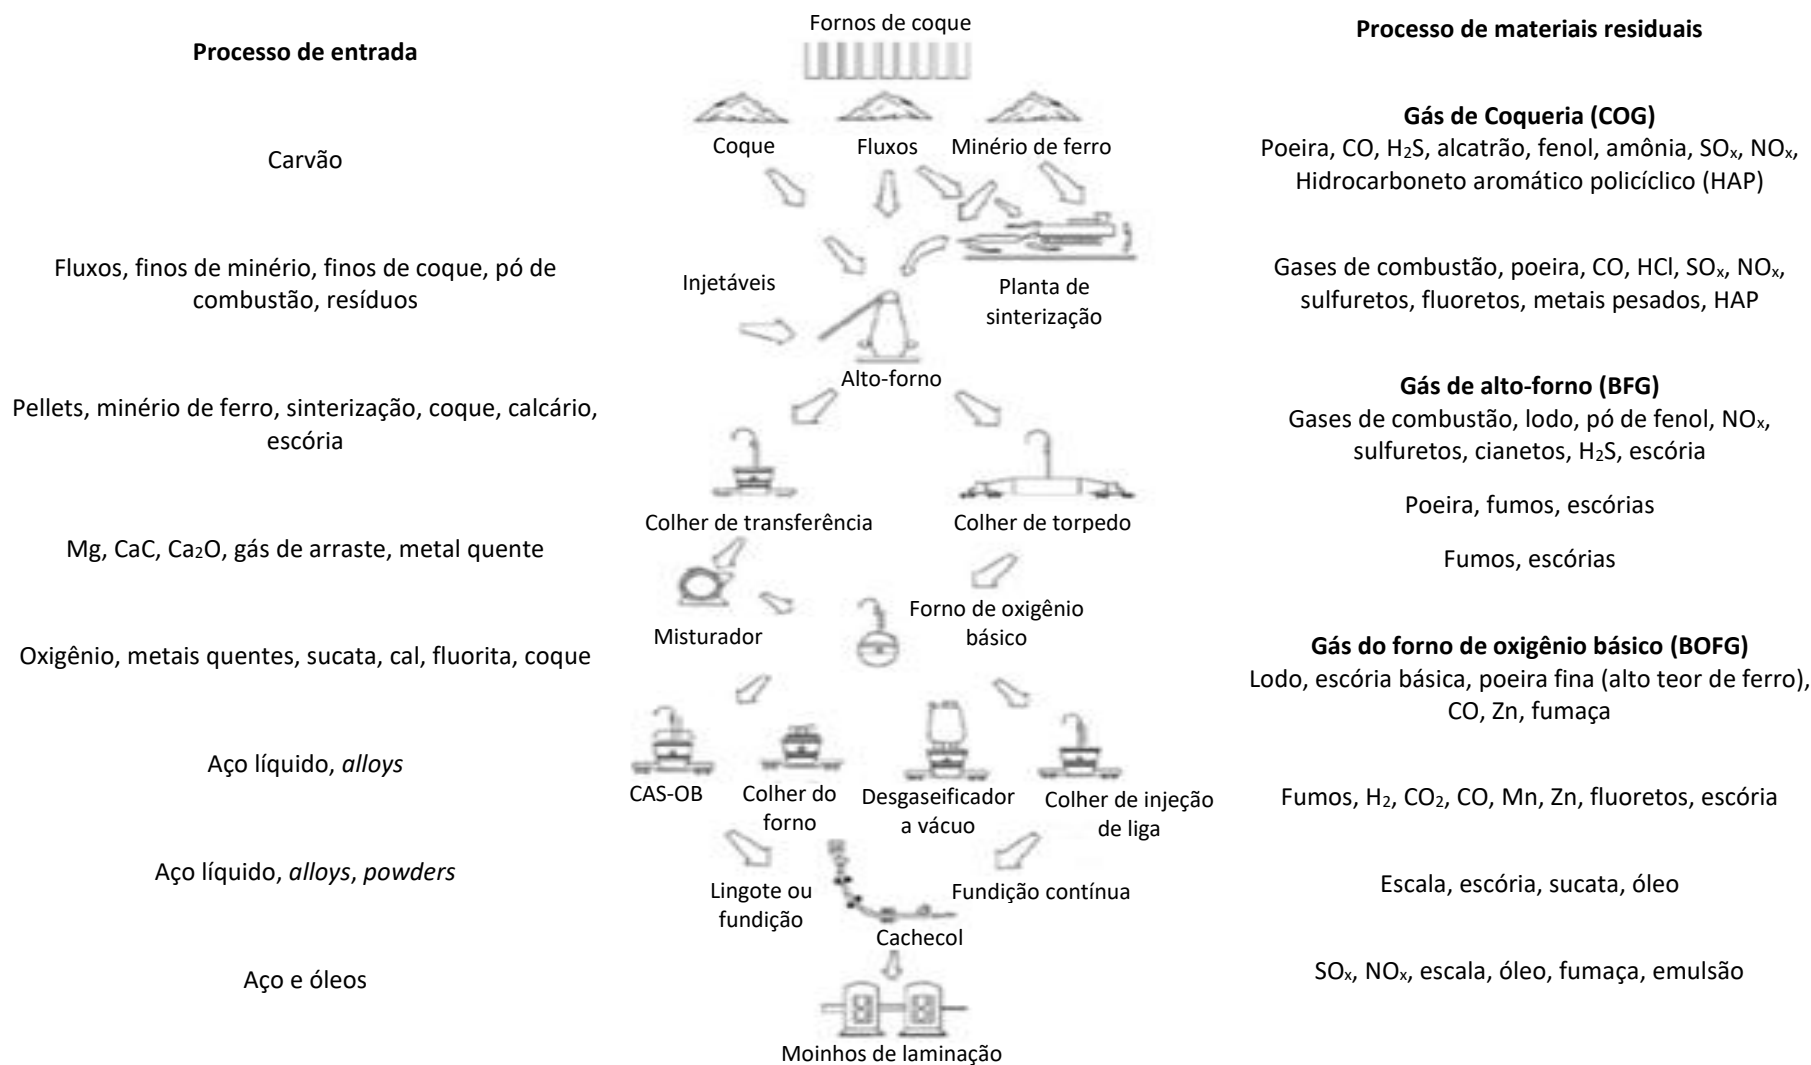 Processo de entrada
Carvão
Fluxos, finos de minério, finos de coque, pó de
combustão, resíduos
Pellets, minério de ferro, sinterização, coque, calcário,
escória
Mg, CaC, Ca₂O, gás de arraste, metal quente
Oxigênio, metais quentes, sucata, cal, fluorita, coque
Aço líquido, alloys
Aço líquido, alloys, powders
Aço e óleos
Fornos de coque
Coque
Fluxos
Minério de ferro
Injetáveis
Planta de
sinterização
Alto-forno
Colher de transferência
Colher de torpedo
Misturador
Forno de oxigênio
básico
CAS-OB
Colher do
forno
Desgaseificador
a vácuo
Colher de injeção
de liga
Lingote ou
fundição
Fundição contínua
Cachecol
Moinhos de laminação
Processo de materiais residuais
Gás de Coqueria (COG)
Poeira, CO, H₂S, alcatrão, fenol, amônia, SOₓ, NOₓ,
Hidrocarboneto aromático policíclico (HAP)
Gases de combustão, poeira, CO, HCl, SOₓ, NOₓ,
sulfuretos, fluoretos, metais pesados, HAP
Gás de alto-forno (BFG)
Gases de combustão, lodo, pó de fenol, NOₓ,
sulfuretos, cianetos, H₂S, escória
Poeira, fumos, escórias
Fumos, escórias
Gás do forno de oxigênio básico (BOFG)
Lodo, escória básica, poeira fina (alto teor de ferro),
CO, Zn, fumaça
Fumos, H₂, CO₂, CO, Mn, Zn, fluoretos, escória
Escala, escória, sucata, óleo
SOₓ, NOₓ, escala, óleo, fumaça, emulsão